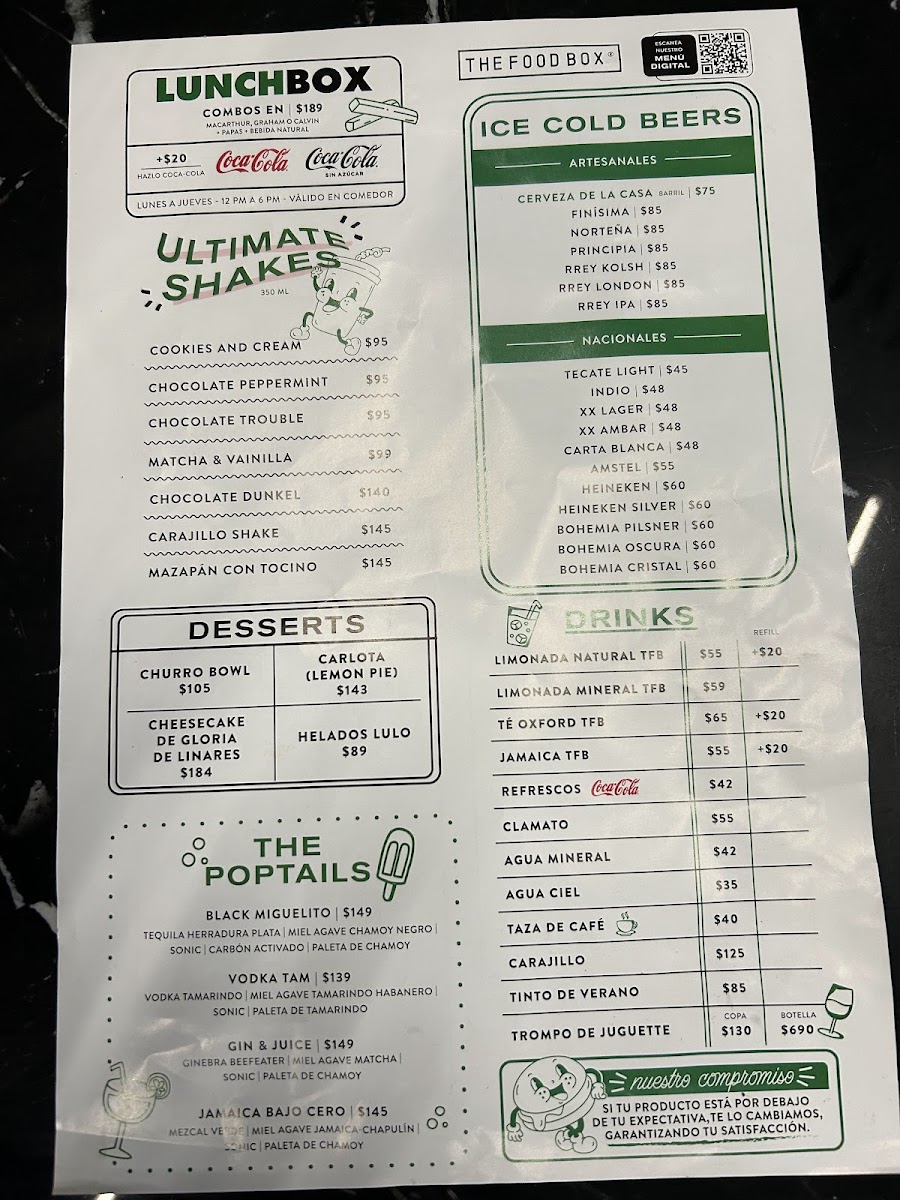 LUNCHBOX
COMBOS EN | $189
MACARTHUR, GRAHAM O CALVIN
+ PAPAS + BEBIDA NATURAL
+$20
HAZLO COCA-COLA
Coca-Cola
Coca-Cola
SIN AZÚCAR
LUNES A JUEVES - 12 PM A 6 PM - VÁLIDO EN COMEDOR
ULTIMATE
SHAKES
350 ML
COOKIES AND CREAM $95
CHOCOLATE PEPPERMINT $95
CHOCOLATE TROUBLE $95
MATCHA & VAINILLA $99
CHOCOLATE DUNKEL $140
CARAJILLO SHAKE $145
MAZAPÁN CON TOCINO $145
DESSERTS
CHURRO BOWL
$105
CARLOTA
(LEMON PIE)
$143
CHEESECAKE
DE GLORIA
DE LINARES
$184
HELADOS LULO
$89
THE
POPTAILS
BLACK MIGUELITO | $149
TEQUILA HERRADURA PLATA | MIEL AGAVE CHAMOY NEGRO |
SONIC | CARBÓN ACTIVADO | PALETA DE CHAMOY
VODKA TAM | $139
VODKA TAMARINDO | MIEL AGAVE TAMARINDO HABANERO |
SONIC | PALETA DE TAMARINDO
GIN & JUICE | $149
GINEBRA BEEFEATER | MIEL AGAVE MATCHA |
SONIC | PALETA DE CHAMOY
JAMAICA BAJO CERO | $145
MEZCAL VERDE | MIEL AGAVE JAMAICA-CHAPULÍN |
SONIC | PALETA DE CHAMOY
THE FOOD BOX®
ESCANEA
NUESTRO
MENÚ
DIGITAL
ICE COLD BEERS
ARTESANALES
CERVEZA DE LA CASA BARRIL | $75
FINÍSIMA | $85
NORTEÑA | $85
PRINCIPIA | $85
RREY KOLSH | $85
RREY LONDON | $85
RREY IPA | $85
NACIONALES
TECATE LIGHT | $45
INDIO | $48
XX LAGER | $48
XX AMBAR | $48
CARTA BLANCA | $48
AMSTEL | $55
HEINEKEN | $60
HEINEKEN SILVER | $60
BOHEMIA PILSNER | $60
BOHEMIA OSCURA | $60
BOHEMIA CRISTAL | $60
DRINKS
REFILL
LIMONADA NATURAL TFB $55 +$20
LIMONADA MINERAL TFB $59
TÉ OXFORD TFB $65 +$20
JAMAICA TFB $55 +$20
REFRESCOS Coca-Cola $42
CLAMATO $55
AGUA MINERAL $42
AGUA CIEL $35
TAZA DE CAFÉ $40
CARAJILLO $125
TINTO DE VERANO $85
COPA BOTELLA
TROMPO DE JUGUETTE $130 $690
nuestro compromiso
SI TU PRODUCTO ESTÁ POR DEBAJO
DE TU EXPECTATIVA,TE LO CAMBIAMOS,
GARANTIZANDO TU SATISFACCIÓN.